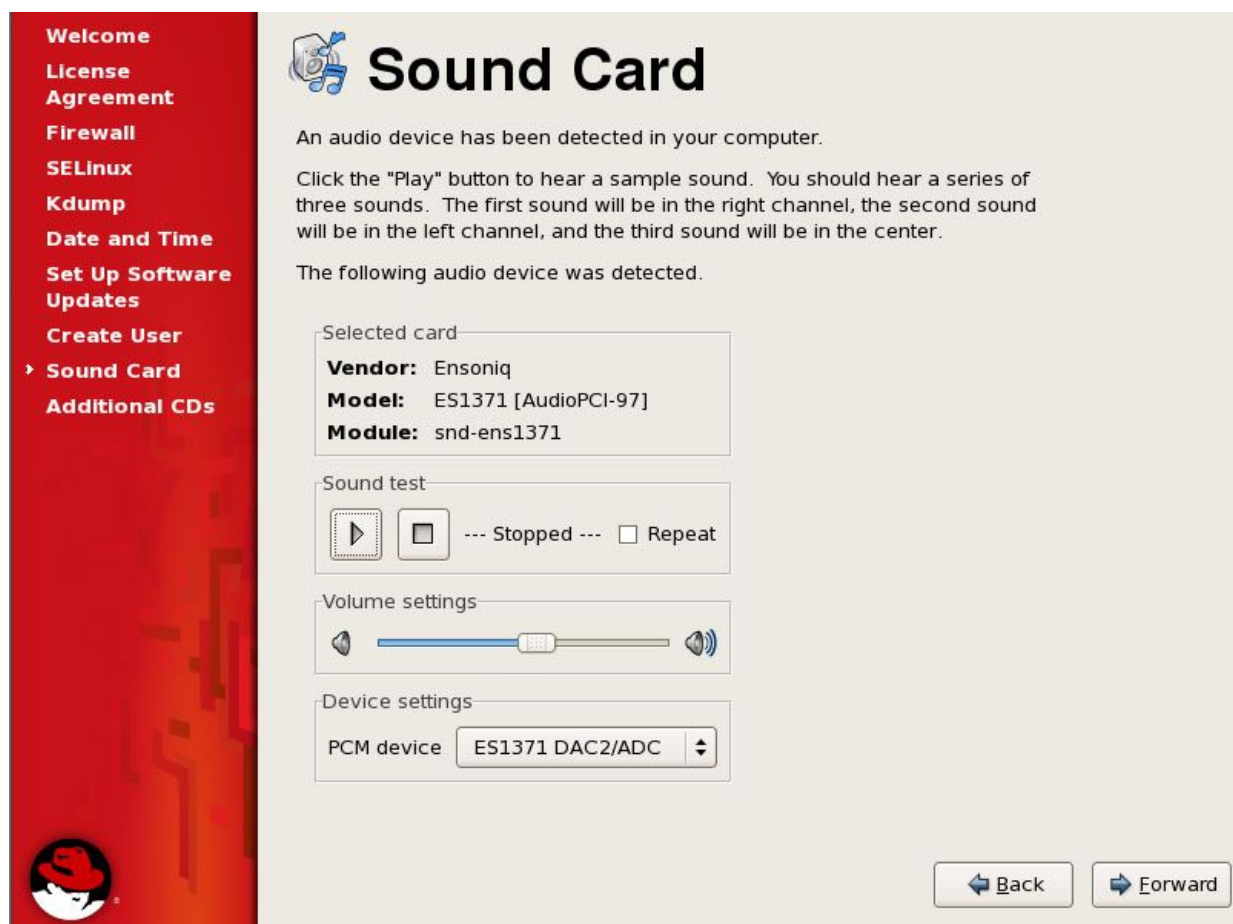 Welcome
License
Agreement
Firewall
SELinux
Kdump
Date and Time
Set Up Software
Updates
Create User
Sound Card
Additional CDs
Sound Card
An audio device has been detected in your computer.
Click the "Play" button to hear a sample sound. You should hear a series of
three sounds. The first sound will be in the right channel, the second sound
will be in the left channel, and the third sound will be in the center.
The following audio device was detected.
Selected card
Vendor: Ensoniq
Model: ES1371 [AudioPCI-97]
Module: snd-ens1371
Sound test
--- Stopped --- Repeat
Volume settings
Device settings
PCM device ES1371 DAC2/ADC
Back Forward